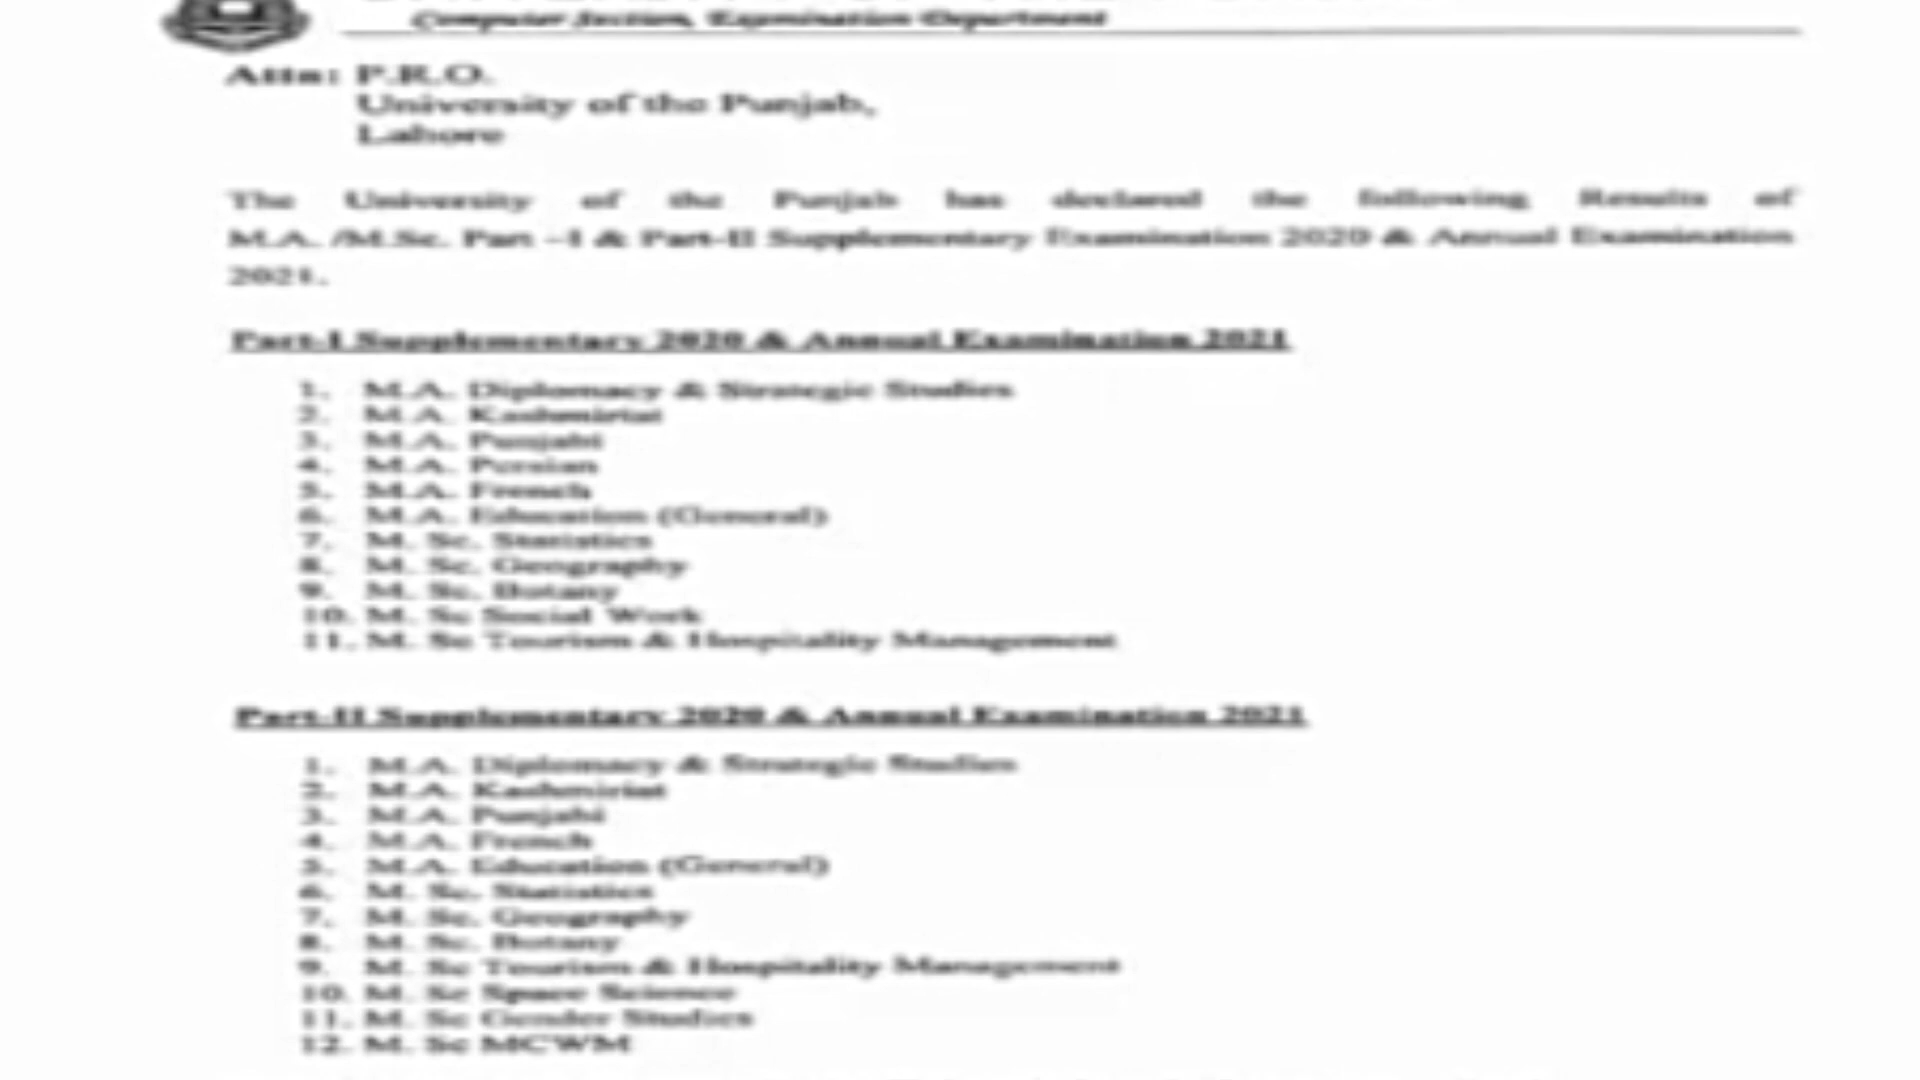 Computer Section, Examination Department
Attn: P.R.O.
University of the Punjab,
Lahore
The University of the Punjab has declared the following Results of
M.A. /M.Sc. Part –I & Part-II Supplementary Examination 2020 & Annual Examination
2021.
Part-I Supplementary 2020 & Annual Examination 2021
1. M.A. Diplomacy & Strategic Studies
2. M.A. Kashmiriat
3. M.A. Punjabi
4. M.A. Persian
5. M.A. French
6. M.A. Education (General)
7. M. Sc. Statistics
8. M. Sc. Geography
9. M. Sc. Botany
10. M. Sc Social Work
11. M. Sc Tourism & Hospitality Management
Part-II Supplementary 2020 & Annual Examination 2021
1. M.A. Diplomacy & Strategic Studies
2. M.A. Kashmiriat
3. M.A. Punjabi
4. M.A. French
5. M.A. Education (General)
6. M. Sc. Statistics
7. M. Sc. Geography
8. M. Sc. Botany
9. M. Sc Tourism & Hospitality Management
10. M. Sc Space Science
11. M. Sc Gender Studies
12. M. Sc MCWM